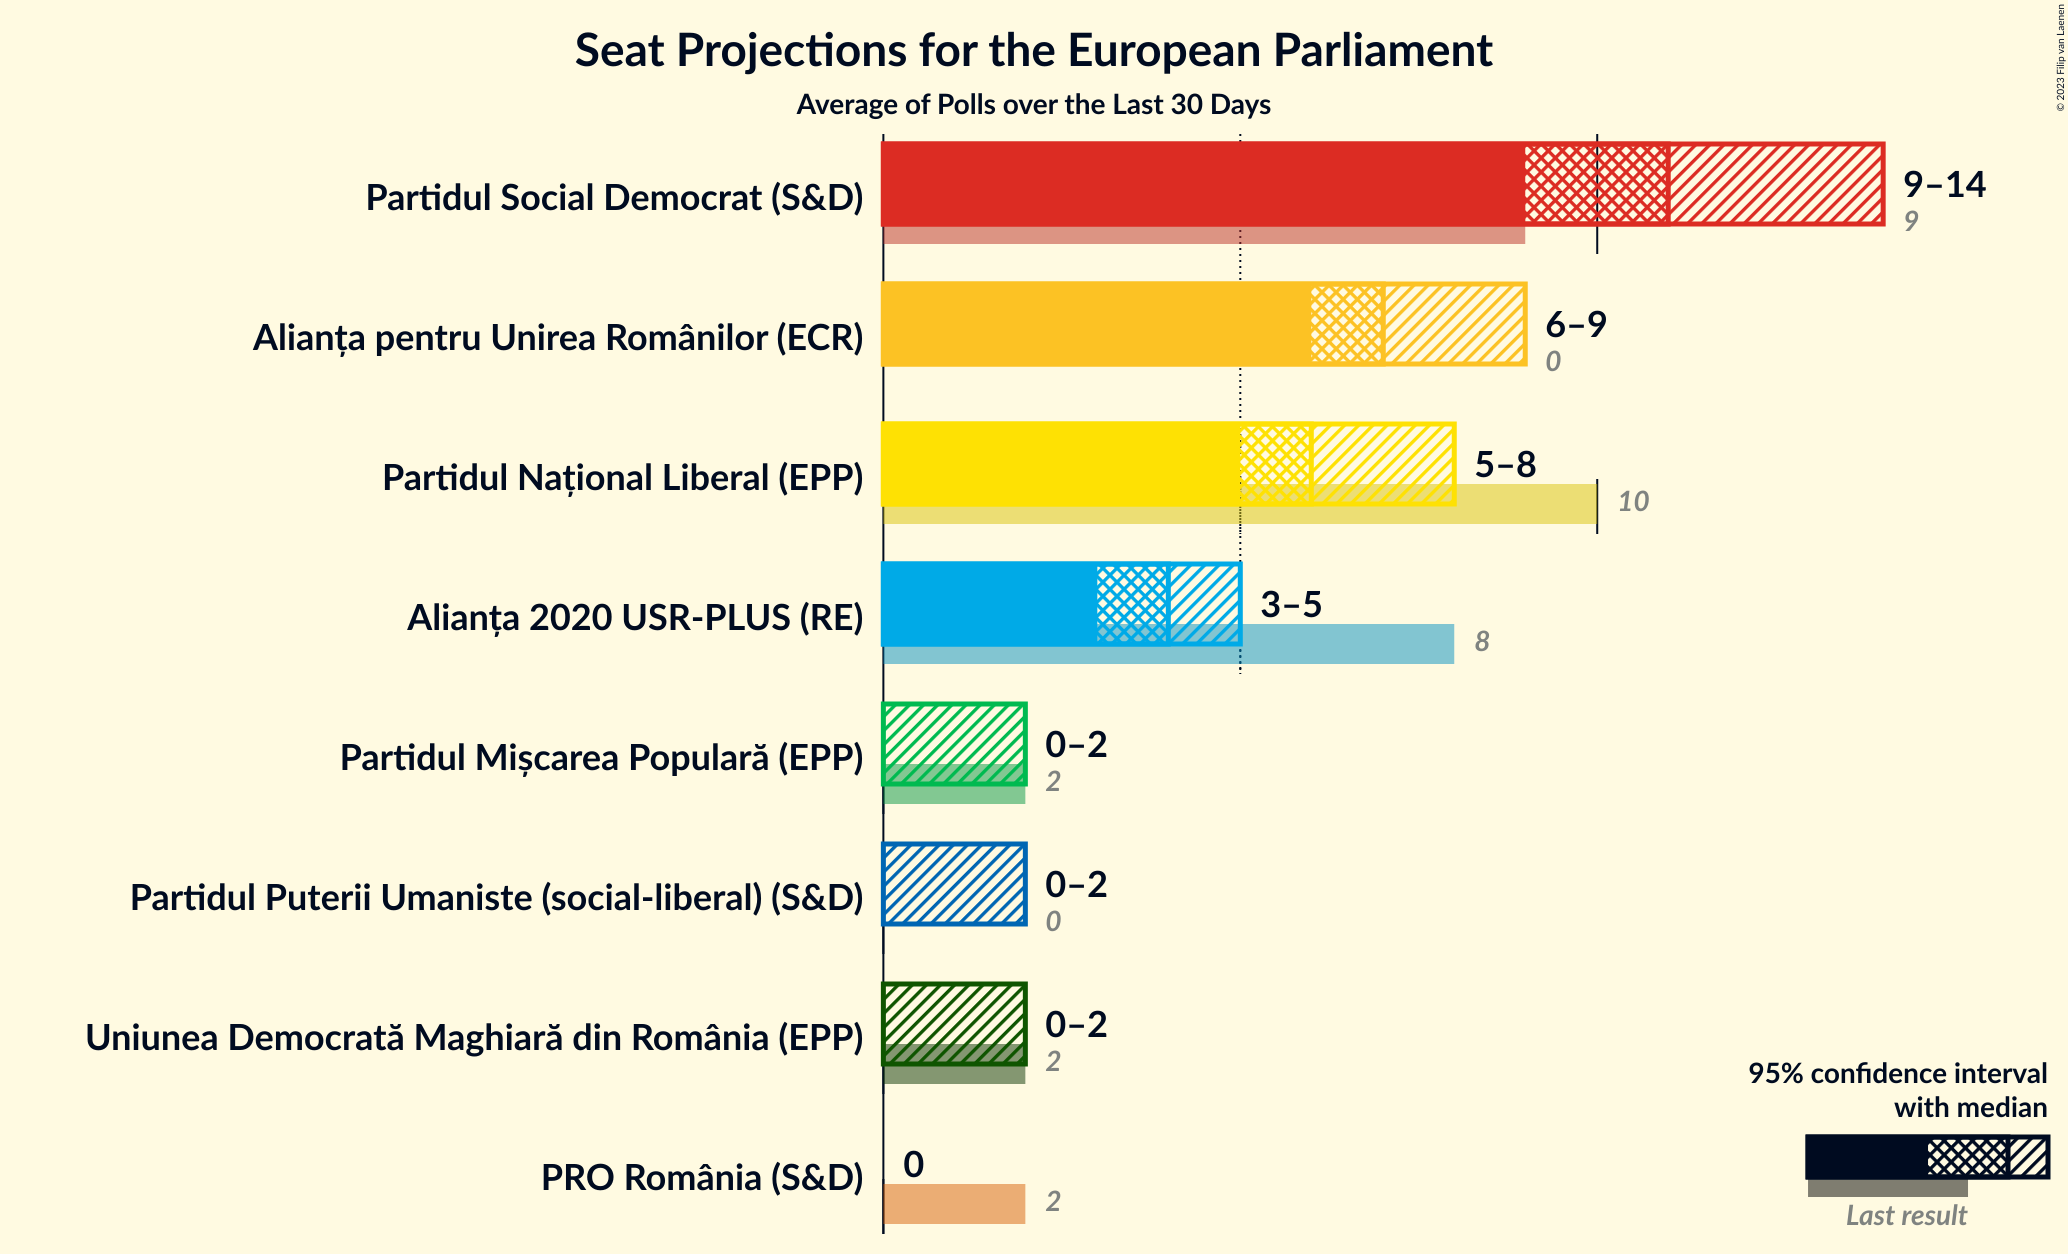 Seat Projections for the European Parliament
Average of Polls over the Last 30 Days
© 2023 Filip van Laenen
Partidul Social Democrat (S&D)
9–14
9
Alianța pentru Unirea Românilor (ECR)
6–9
0
Partidul Național Liberal (EPP)
5–8
10
Alianța 2020 USR-PLUS (RE)
3–5
8
Partidul Mișcarea Populară (EPP)
0–2
2
Partidul Puterii Umaniste (social-liberal) (S&D)
0–2
0
Uniunea Democrată Maghiară din România (EPP)
0–2
2
PRO România (S&D)
0
2
95% confidence interval
with median
Last result